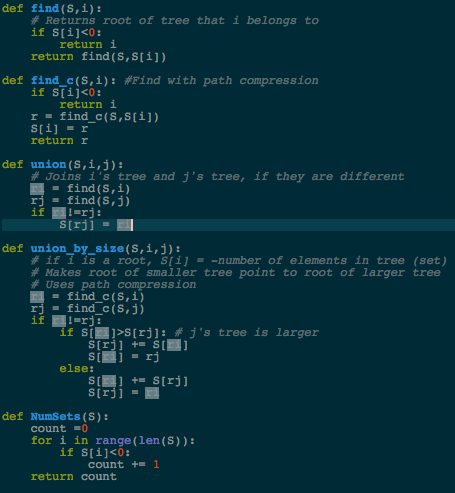 def find(S,i):
    # Returns root of tree that i belongs to
    if S[i]<0:
        return i
    return find(S,S[i])

def find_c(S,i): #Find with path compression
    if S[i]<0:
        return i
    r = find_c(S,S[i])
    S[i] = r
    return r

def union(S,i,j):
    # Joins i's tree and j's tree, if they are different
    ri = find(S,i)
    rj = find(S,j)
    if ri!=rj:
        S[rj] = ri

def union_by_size(S,i,j):
    # if i is a root, S[i] = -number of elements in tree (set)
    # Makes root of smaller tree point to root of larger tree
    # Uses path compression
    ri = find_c(S,i)
    rj = find_c(S,j)
    if ri!=rj:
        if S[ri]>S[rj]: # j's tree is larger
            S[rj] += S[ri]
            S[ri] = rj
        else:
            S[ri] += S[rj]
            S[rj] = ri

def NumSets(S):
    count =0
    for i in range(len(S)):
        if S[i]<0:
            count += 1
    return count